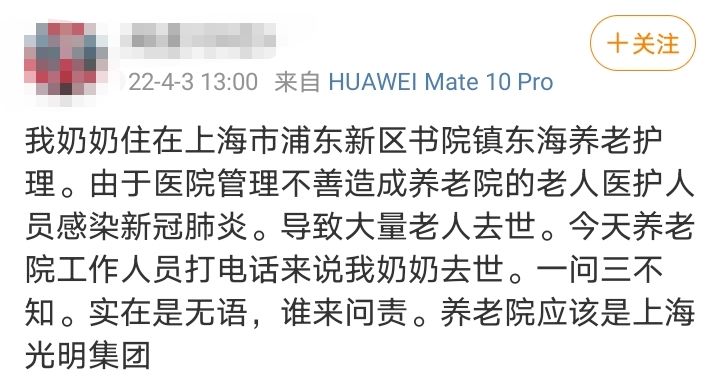 +关注
22-4-3 13:00 来自 HUAWEI Mate 10 Pro
我奶奶住在上海市浦东新区书院镇东海养老护
理。由于医院管理不善造成养老院的老人医护人
员感染新冠肺炎。导致大量老人去世。今天养老
院工作人员打电话来说我奶奶去世。一问三不
知。实在是无语，谁来问责。养老院应该是上海
光明集团